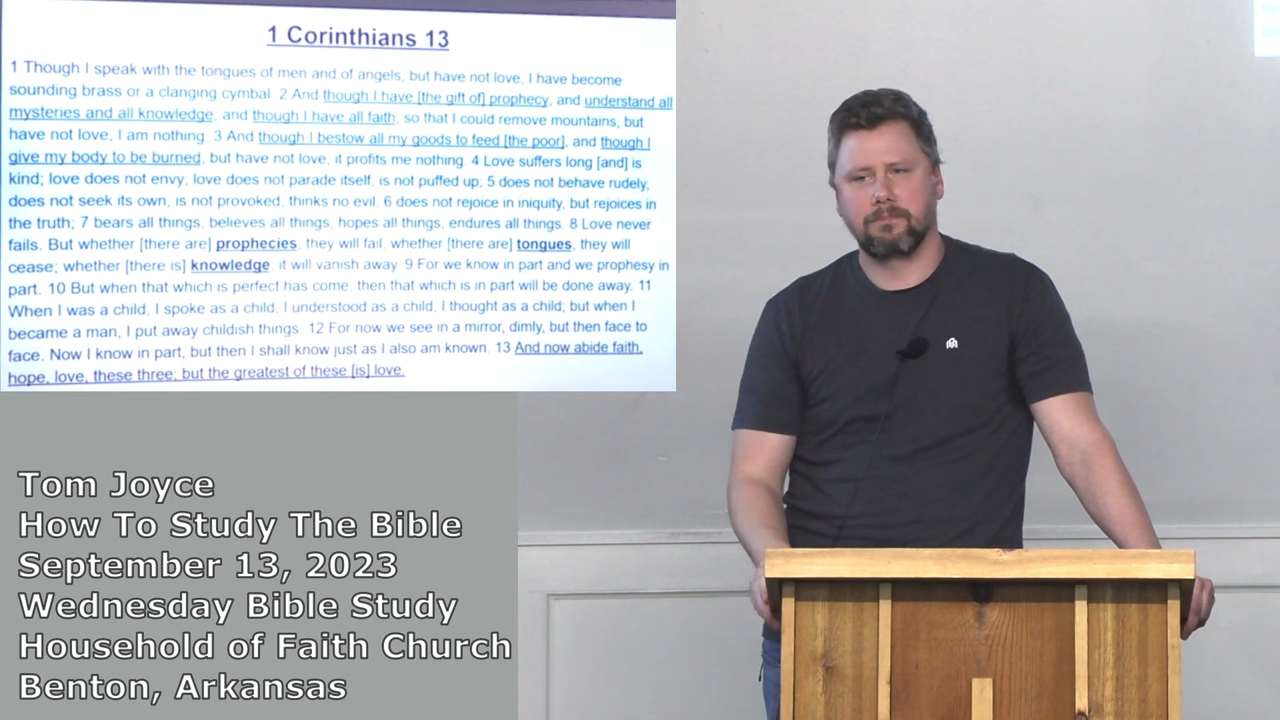 1 Corinthians 13
1 Though I speak with the tongues of men and of angels, but have not love, I have become
sounding brass or a clanging cymbal. 2 And though I have [the gift of] prophecy, and understand all
mysteries and all knowledge, and though I have all faith, so that I could remove mountains, but
have not love, I am nothing. 3 And though I bestow all my goods to feed [the poor], and though I
give my body to be burned, but have not love, it profits me nothing. 4 Love suffers long [and] is
kind; love does not envy; love does not parade itself, is not puffed up; 5 does not behave rudely,
does not seek its own, is not provoked, thinks no evil. 6 does not rejoice in iniquity, but rejoices in
the truth; 7 bears all things, believes all things, hopes all things, endures all things. 8 Love never
fails. But whether [there are] prophecies, they will fail; whether [there are] tongues, they will
cease; whether [there is] knowledge, it will vanish away. 9 For we know in part and we prophesy in
part. 10 But when that which is perfect has come, then that which is in part will be done away. 11
When I was a child, I spoke as a child, I understood as a child, I thought as a child; but when I
became a man, I put away childish things. 12 For now we see in a mirror, dimly, but then face to
face. Now I know in part, but then I shall know just as I also am known. 13 And now abide faith,
hope, love, these three; but the greatest of these [is] love.
Tom Joyce
How To Study The Bible
September 13, 2023
Wednesday Bible Study
Household of Faith Church
Benton, Arkansas